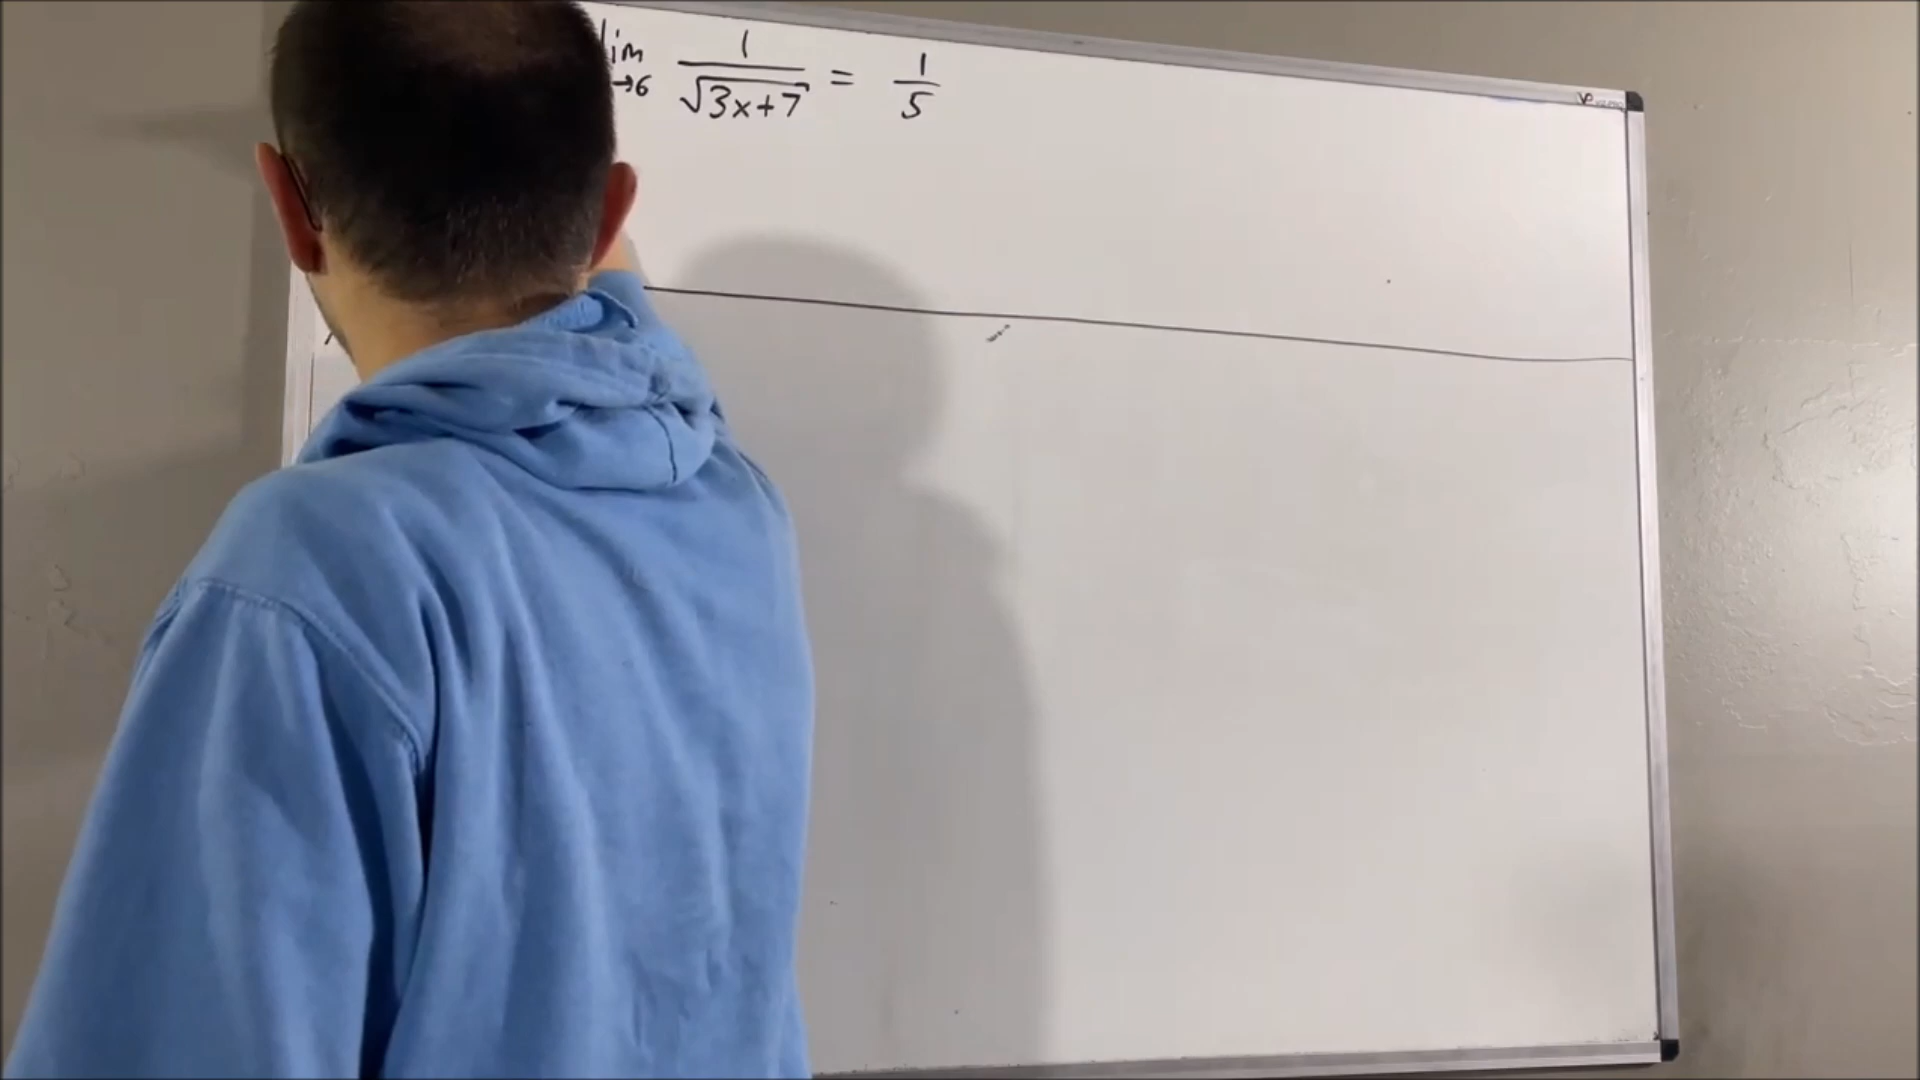 lim 1/√(3x+7) = 1/5
→6